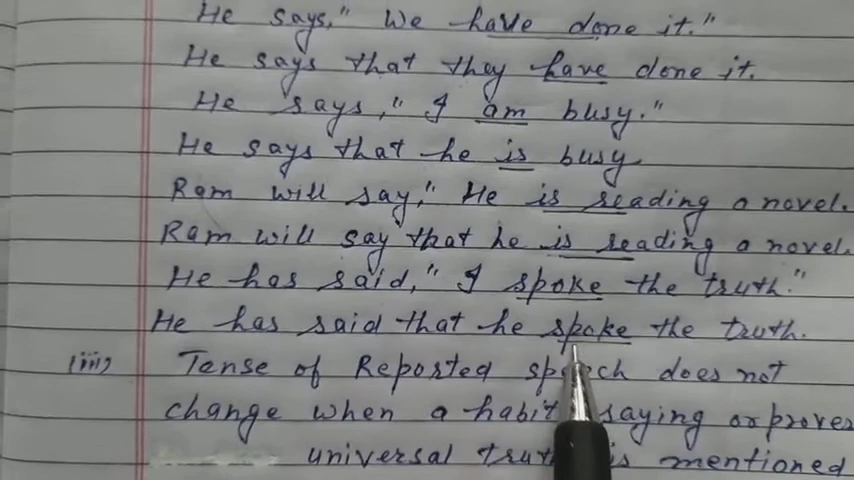 He says," We have done it."
He says that they have done it.
He says," I am busy."
He says that he is busy.
Ram will say," He is reading a novel.
Ram will say that he is reading a novel.
He has said," I spoke the truth."
He has said that he spoke the truth.
(iii) Tense of Reported speech does not
change when a habit saying or prover
universal truth is mentioned